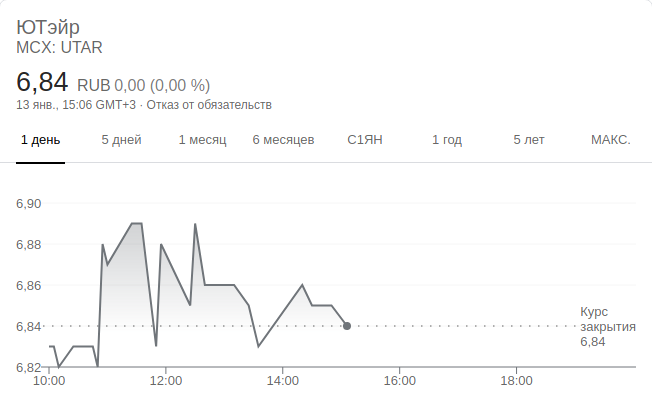 ЮТэйр
MCX: UTAR
6,84 RUB 0,00 (0,00 %)
13 янв., 15:06 GMT+3 · Отказ от обязательств
1 день 5 дней 1 месяц 6 месяцев С1ЯН 1 год 5 лет МАКС.
6,90
6,88
6,86
6,84
6,82
Курс
закрытия
6,84
10:00 12:00 14:00 16:00 18:00